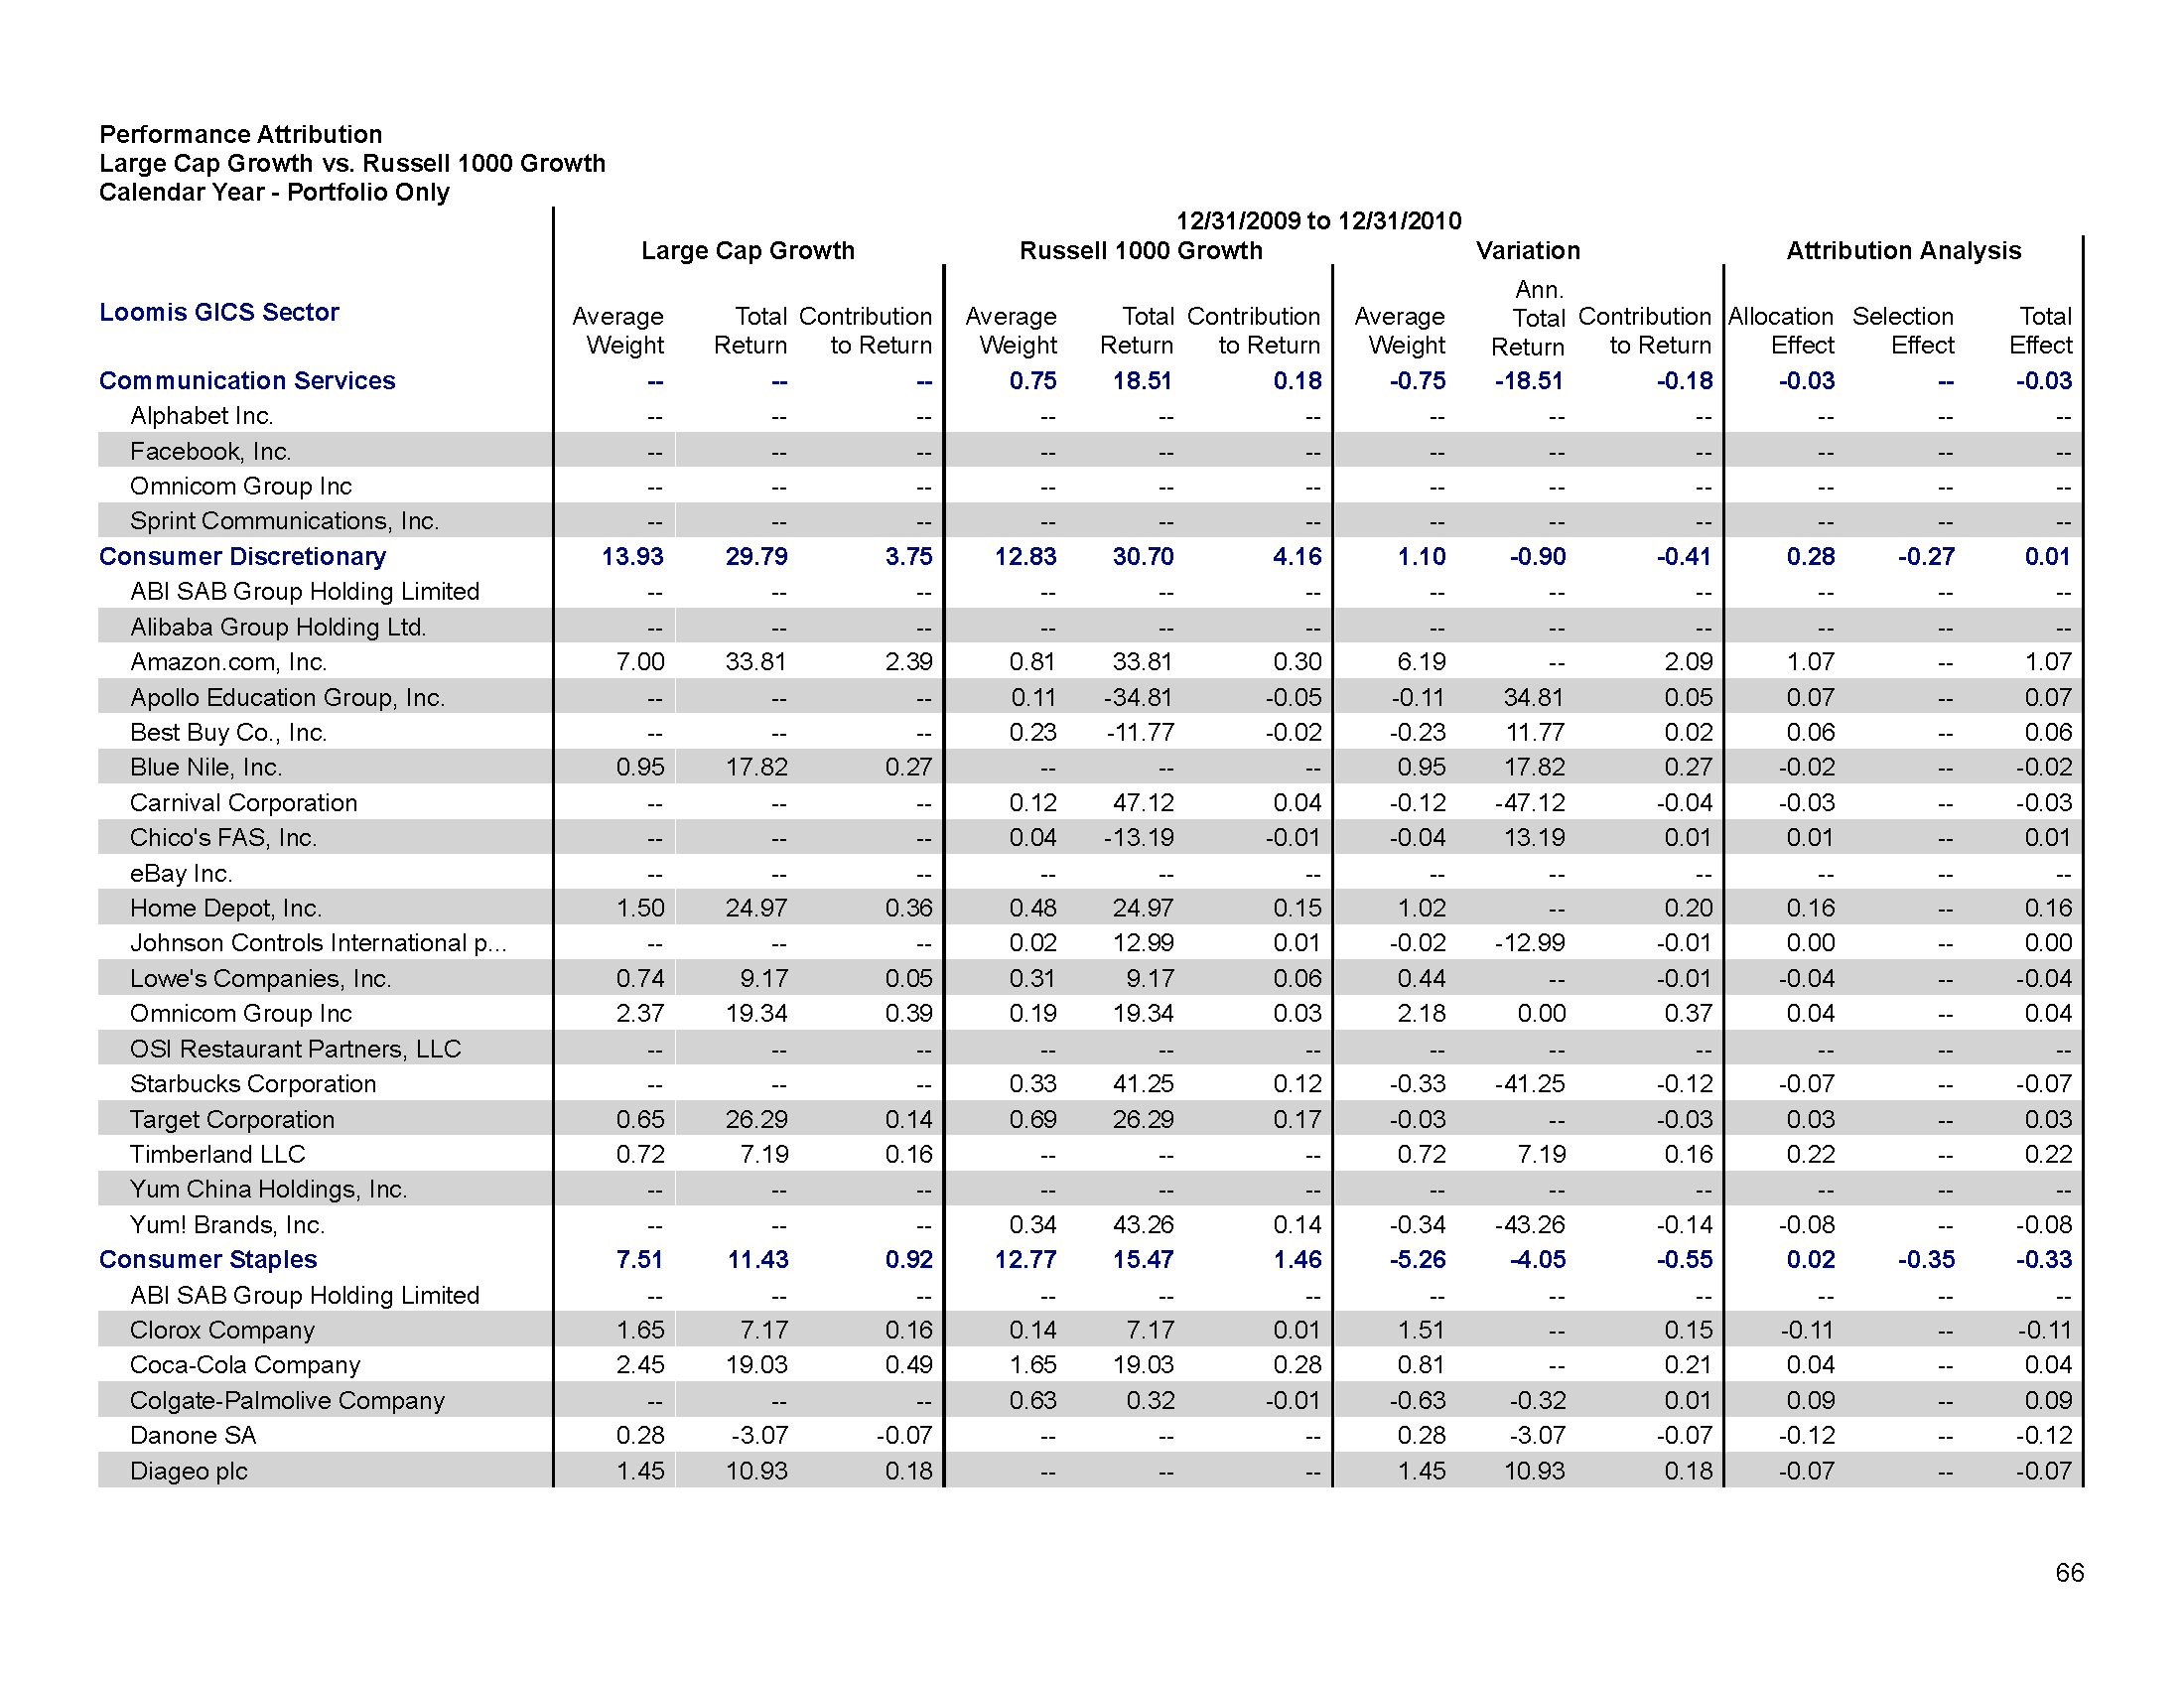 Performance Attribution
Large Cap Growth vs. Russell 1000 Growth
Calendar Year - Portfolio Only
12/31/2009 to 12/31/2010
Large Cap Growth Russell 1000 Growth Variation Attribution Analysis
Loomis GICS Sector Average Weight Total Return Contribution to Return Average Weight Total Return Contribution to Return Average Weight Ann. Total Return Contribution to Return Allocation Effect Selection Effect Total Effect
Communication Services -- -- -- 0.75 18.51 0.18 -0.75 -18.51 -0.18 -0.03 -- -0.03
Alphabet Inc. -- -- -- -- -- -- -- -- -- -- -- --
Facebook, Inc. -- -- -- -- -- -- -- -- -- -- -- --
Omnicom Group Inc -- -- -- -- -- -- -- -- -- -- -- --
Sprint Communications, Inc. -- -- -- -- -- -- -- -- -- -- -- --
Consumer Discretionary 13.93 29.79 3.75 12.83 30.70 4.16 1.10 -0.90 -0.41 0.28 -0.27 0.01
ABI SAB Group Holding Limited -- -- -- -- -- -- -- -- -- -- -- --
Alibaba Group Holding Ltd. -- -- -- -- -- -- -- -- -- -- -- --
Amazon.com, Inc. 7.00 33.81 2.39 0.81 33.81 0.30 6.19 -- 2.09 1.07 -- 1.07
Apollo Education Group, Inc. -- -- -- 0.11 -34.81 -0.05 -0.11 34.81 0.05 0.07 -- 0.07
Best Buy Co., Inc. -- -- -- 0.23 -11.77 -0.02 -0.23 11.77 0.02 0.06 -- 0.06
Blue Nile, Inc. 0.95 17.82 0.27 -- -- -- 0.95 17.82 0.27 -0.02 -- -0.02
Carnival Corporation -- -- -- 0.12 47.12 0.04 -0.12 -47.12 -0.04 -0.03 -- -0.03
Chico's FAS, Inc. -- -- -- 0.04 -13.19 -0.01 -0.04 13.19 0.01 0.01 -- 0.01
eBay Inc. -- -- -- -- -- -- -- -- -- -- -- --
Home Depot, Inc. 1.50 24.97 0.36 0.48 24.97 0.15 1.02 -- 0.20 0.16 -- 0.16
Johnson Controls International p... -- -- -- 0.02 12.99 0.01 -0.02 -12.99 -0.01 0.00 -- 0.00
Lowe's Companies, Inc. 0.74 9.17 0.05 0.31 9.17 0.06 0.44 -- -0.01 -0.04 -- -0.04
Omnicom Group Inc 2.37 19.34 0.39 0.19 19.34 0.03 2.18 0.00 0.37 0.04 -- 0.04
OSI Restaurant Partners, LLC -- -- -- -- -- -- -- -- -- -- -- --
Starbucks Corporation -- -- -- 0.33 41.25 0.12 -0.33 -41.25 -0.12 -0.07 -- -0.07
Target Corporation 0.65 26.29 0.14 0.69 26.29 0.17 -0.03 -- -0.03 0.03 -- 0.03
Timberland LLC 0.72 7.19 0.16 -- -- -- 0.72 7.19 0.16 0.22 -- 0.22
Yum China Holdings, Inc. -- -- -- -- -- -- -- -- -- -- -- --
Yum! Brands, Inc. -- -- -- 0.34 43.26 0.14 -0.34 -43.26 -0.14 -0.08 -- -0.08
Consumer Staples 7.51 11.43 0.92 12.77 15.47 1.46 -5.26 -4.05 -0.55 0.02 -0.35 -0.33
ABI SAB Group Holding Limited -- -- -- -- -- -- -- -- -- -- -- --
Clorox Company 1.65 7.17 0.16 0.14 7.17 0.01 1.51 -- 0.15 -0.11 -- -0.11
Coca-Cola Company 2.45 19.03 0.49 1.65 19.03 0.28 0.81 -- 0.21 0.04 -- 0.04
Colgate-Palmolive Company -- -- -- 0.63 0.32 -0.01 -0.63 -0.32 0.01 0.09 -- 0.09
Danone SA 0.28 -3.07 -0.07 -- -- -- 0.28 -3.07 -0.07 -0.12 -- -0.12
Diageo plc 1.45 10.93 0.18 -- -- -- 1.45 10.93 0.18 -0.07 -- -0.07
66